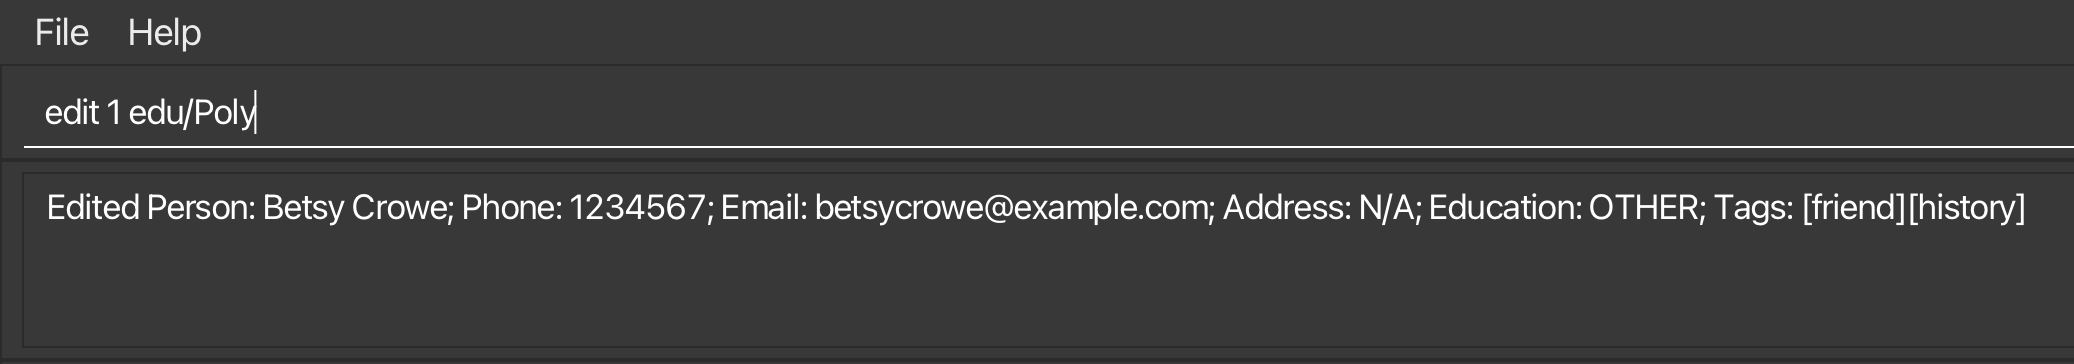 File Help
edit 1 edu/Poly
Edited Person: Betsy Crowe; Phone: 1234567; Email: betsycrowe@example.com; Address: N/A; Education: OTHER; Tags: [friend][history]